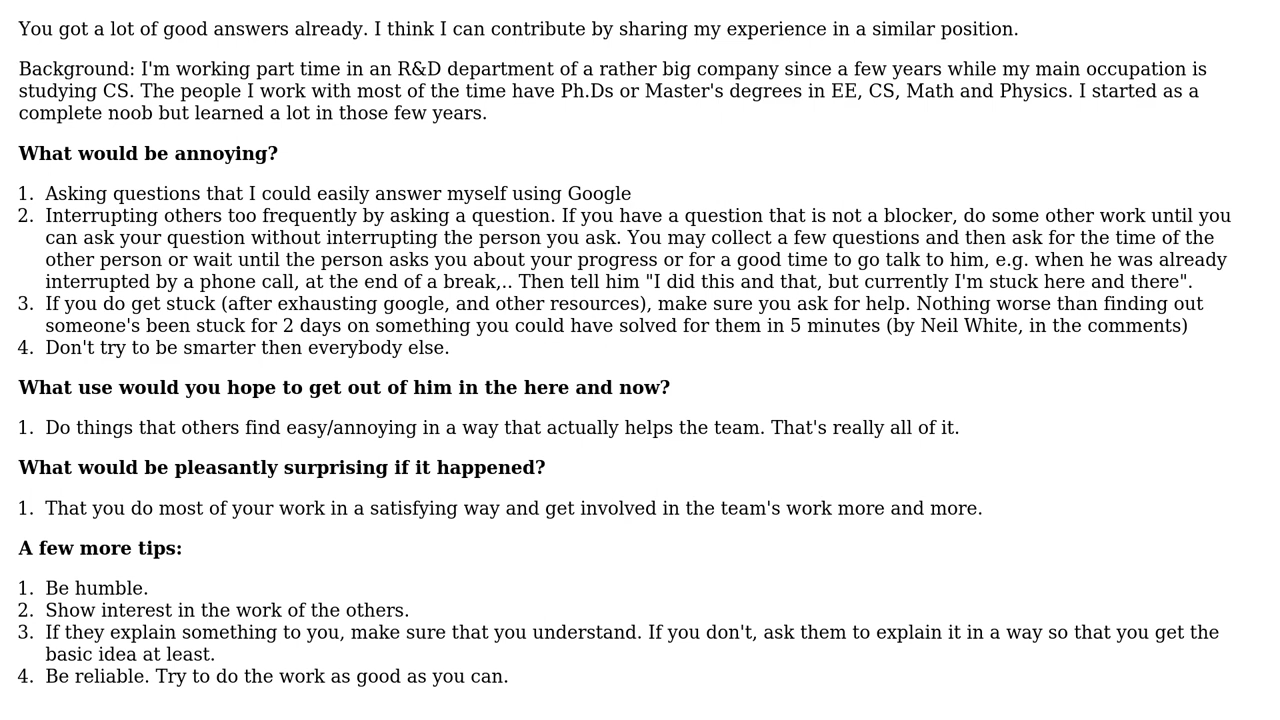 You got a lot of good answers already. I think I can contribute by sharing my experience in a similar position.
Background: I'm working part time in an R&D department of a rather big company since a few years while my main occupation is
studying CS. The people I work with most of the time have Ph.Ds or Master's degrees in EE, CS, Math and Physics. I started as a
complete noob but learned a lot in those few years.
What would be annoying?
1. Asking questions that I could easily answer myself using Google
2. Interrupting others too frequently by asking a question. If you have a question that is not a blocker, do some other work until you
can ask your question without interrupting the person you ask. You may collect a few questions and then ask for the time of the
other person or wait until the person asks you about your progress or for a good time to go talk to him, e.g. when he was already
interrupted by a phone call, at the end of a break,.. Then tell him "I did this and that, but currently I'm stuck here and there".
3. If you do get stuck (after exhausting google, and other resources), make sure you ask for help. Nothing worse than finding out
someone's been stuck for 2 days on something you could have solved for them in 5 minutes (by Neil White, in the comments)
4. Don't try to be smarter then everybody else.
What use would you hope to get out of him in the here and now?
1. Do things that others find easy/annoying in a way that actually helps the team. That's really all of it.
What would be pleasantly surprising if it happened?
1. That you do most of your work in a satisfying way and get involved in the team's work more and more.
A few more tips:
1. Be humble.
2. Show interest in the work of the others.
3. If they explain something to you, make sure that you understand. If you don't, ask them to explain it in a way so that you get the
basic idea at least.
4. Be reliable. Try to do the work as good as you can.